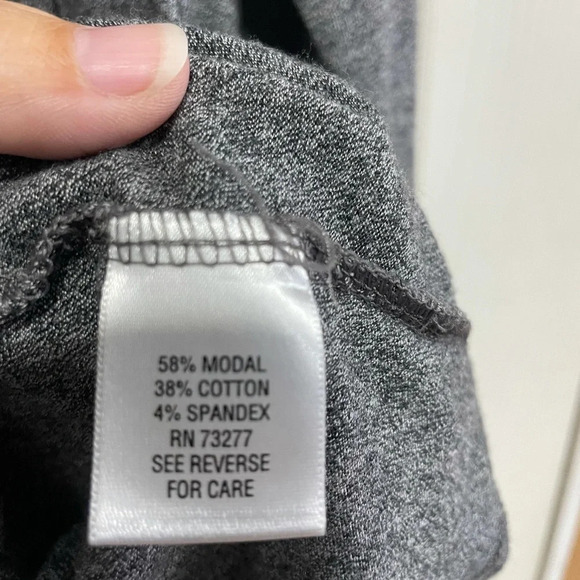 58% MODAL
38% COTTON
4% SPANDEX
RN 73277
SEE REVERSE
FOR CARE